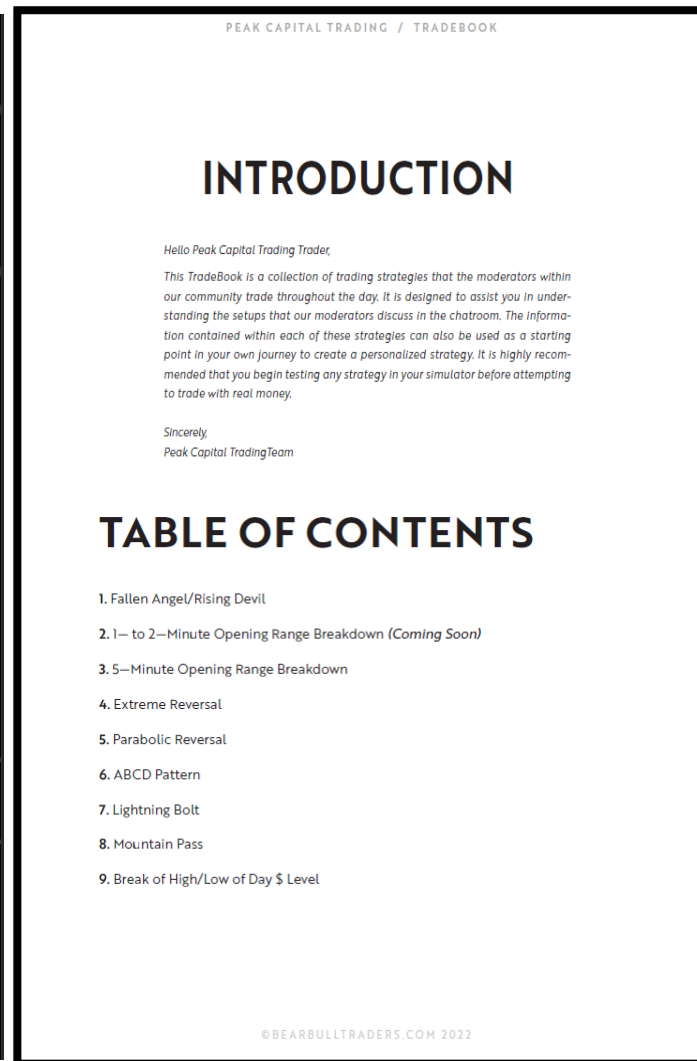 PEAK CAPITAL TRADING / TRADEBOOK
INTRODUCTION
Hello Peak Capital Trading Trader,
This TradeBook is a collection of trading strategies that the moderators within
our community trade throughout the day. It is designed to assist you in under-
standing the setups that our moderators discuss in the chatroom. The informa-
tion contained within each of these strategies can also be used as a starting
point in your own journey to create a personalized strategy. It is highly recom-
mended that you begin testing any strategy in your simulator before attempting
to trade with real money.
Sincerely,
Peak Capital TradingTeam
TABLE OF CONTENTS
1. Fallen Angel/Rising Devil
2. 1— to 2—Minute Opening Range Breakdown (Coming Soon)
3. 5—Minute Opening Range Breakdown
4. Extreme Reversal
5. Parabolic Reversal
6. ABCD Pattern
7. Lightning Bolt
8. Mountain Pass
9. Break of High/Low of Day $ Level
©BEARBULLTRADERS.COM 2022